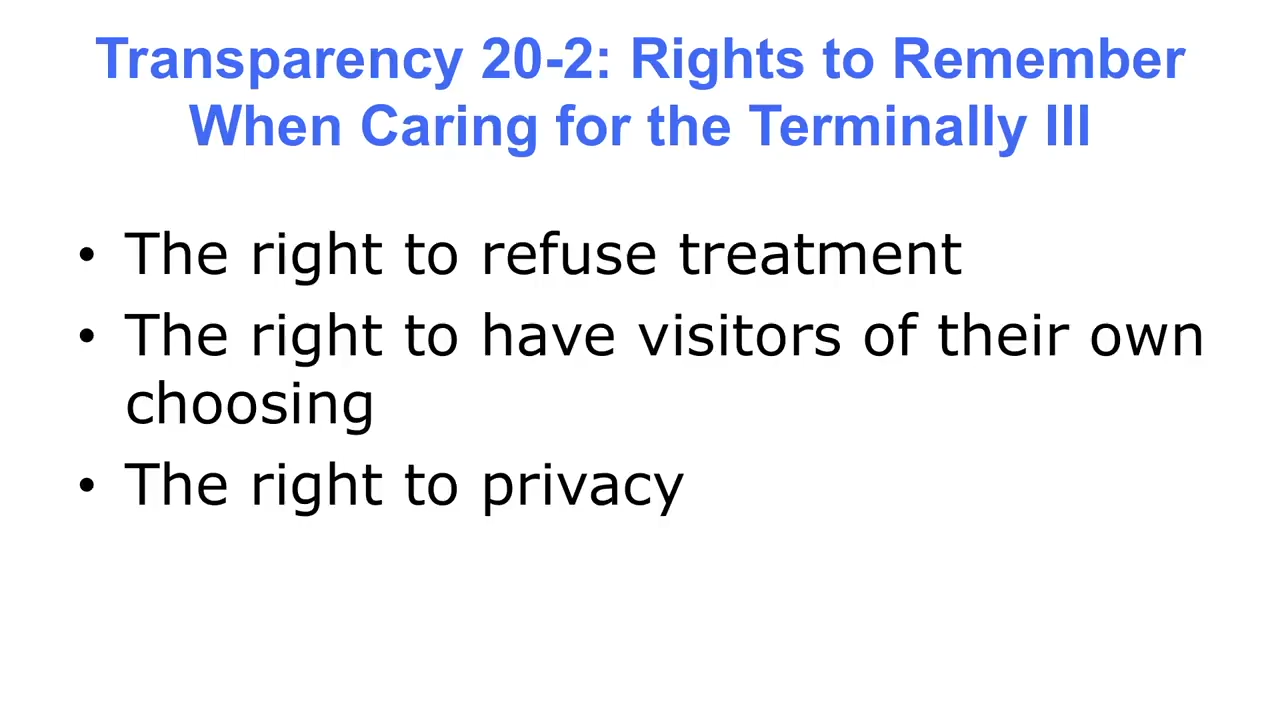 Transparency 20-2: Rights to Remember
When Caring for the Terminally Ill
• The right to refuse treatment
• The right to have visitors of their own
choosing
• The right to privacy